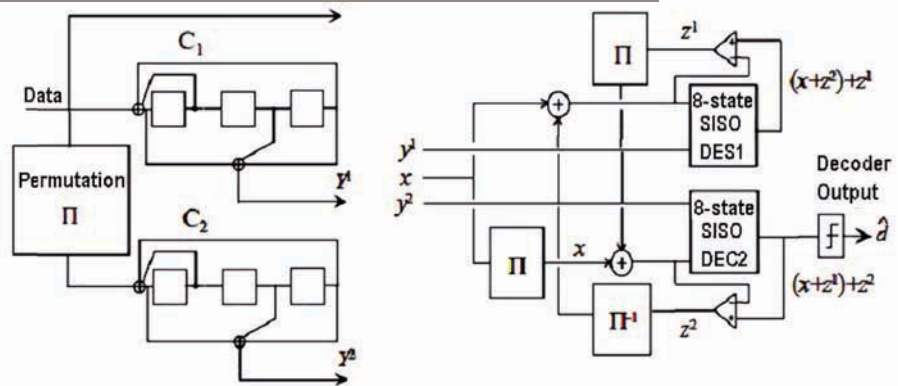 C₁
Data
Permutation
Π
Y¹
C₂
Y²
Π
z¹
(x+z²)+z¹
8-state
SISO
DES1
y¹
x
y²
Π
x
8-state
SISO
DEC2
Decoder
Output
d̂
(x+z¹)+z²
Π⁻¹
z²